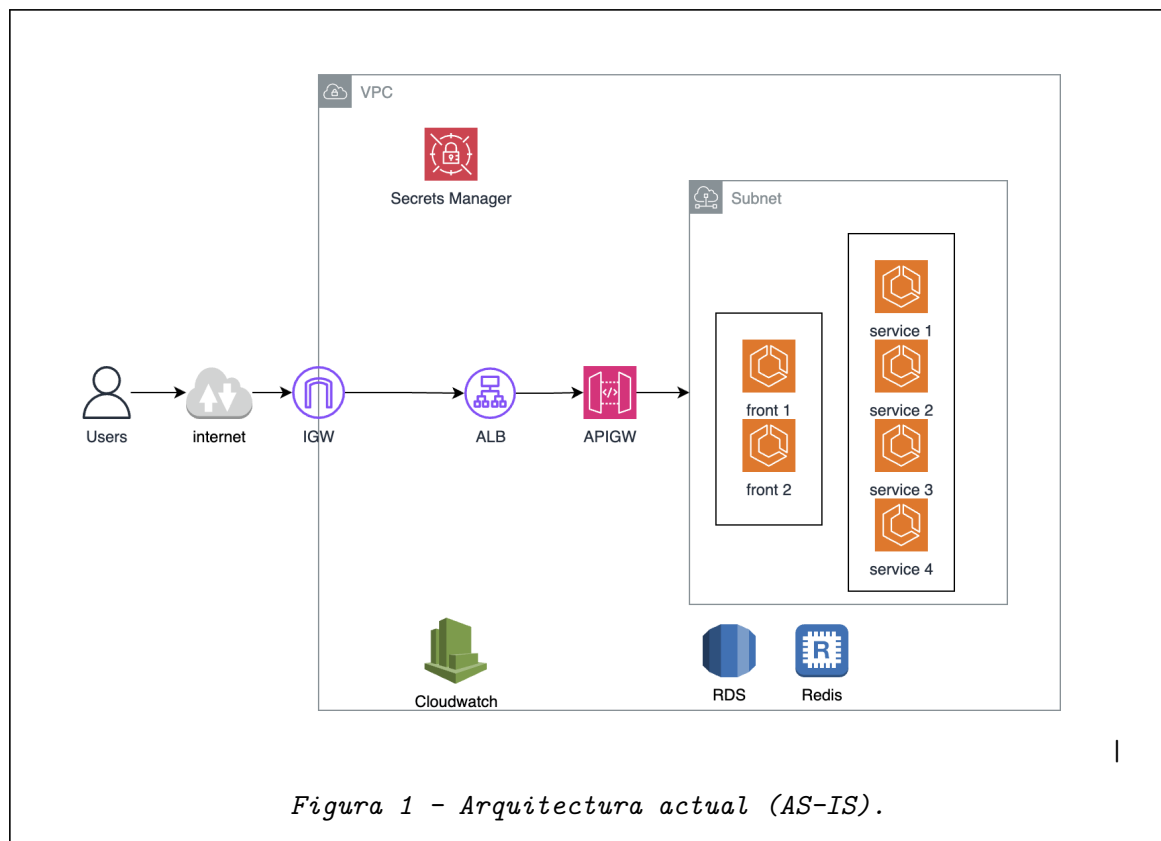 VPC
Secrets Manager
Subnet
service 1
front 1
service 2
Users
internet
IGW
ALB
APIGW
front 2
service 3
service 4
R
RDS
Redis
Cloudwatch
Figura 1 - Arquitectura actual (AS-IS).